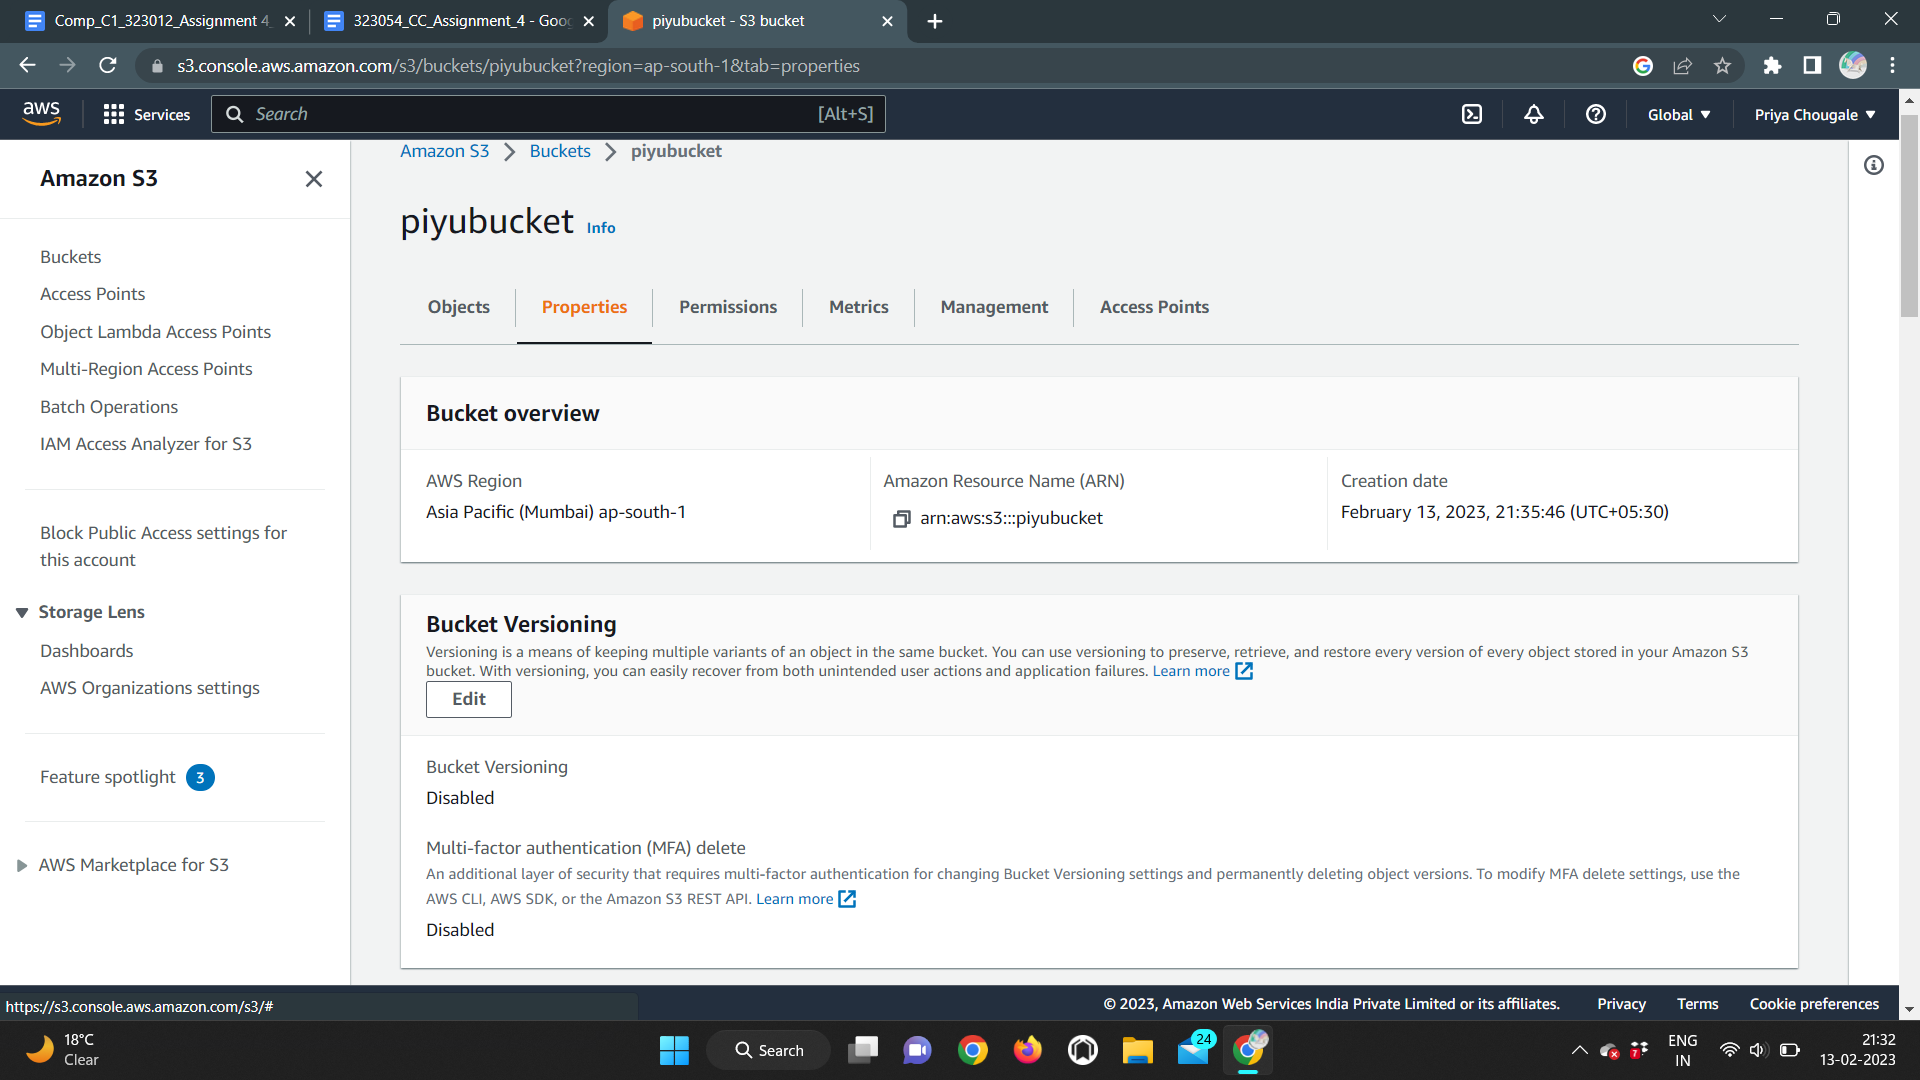 Comp_C1_323012_Assignment 4_
323054_CC_Assignment_4 - Goog
piyubucket - S3 bucket
s3.console.aws.amazon.com/s3/buckets/piyubucket?region=ap-south-1&tab=properties
aws
Services
Search
[Alt+S]
Global
Priya Chougale
Amazon S3
Buckets
Access Points
Object Lambda Access Points
Multi-Region Access Points
Batch Operations
IAM Access Analyzer for S3
Block Public Access settings for
this account
Storage Lens
Dashboards
AWS Organizations settings
Feature spotlight 3
AWS Marketplace for S3
Amazon S3 > Buckets > piyubucket
piyubucket Info
Objects
Properties
Permissions
Metrics
Management
Access Points
Bucket overview
AWS Region
Asia Pacific (Mumbai) ap-south-1
Amazon Resource Name (ARN)
arn:aws:s3:::piyubucket
Creation date
February 13, 2023, 21:35:46 (UTC+05:30)
Bucket Versioning
Versioning is a means of keeping multiple variants of an object in the same bucket. You can use versioning to preserve, retrieve, and restore every version of every object stored in your Amazon S3
bucket. With versioning, you can easily recover from both unintended user actions and application failures. Learn more
Edit
Bucket Versioning
Disabled
Multi-factor authentication (MFA) delete
An additional layer of security that requires multi-factor authentication for changing Bucket Versioning settings and permanently deleting object versions. To modify MFA delete settings, use the
AWS CLI, AWS SDK, or the Amazon S3 REST API. Learn more
Disabled
https://s3.console.aws.amazon.com/s3/#
© 2023, Amazon Web Services India Private Limited or its affiliates.
Privacy
Terms
Cookie preferences
18°C
Clear
Search
24
7
ENG
IN
21:32
13-02-2023